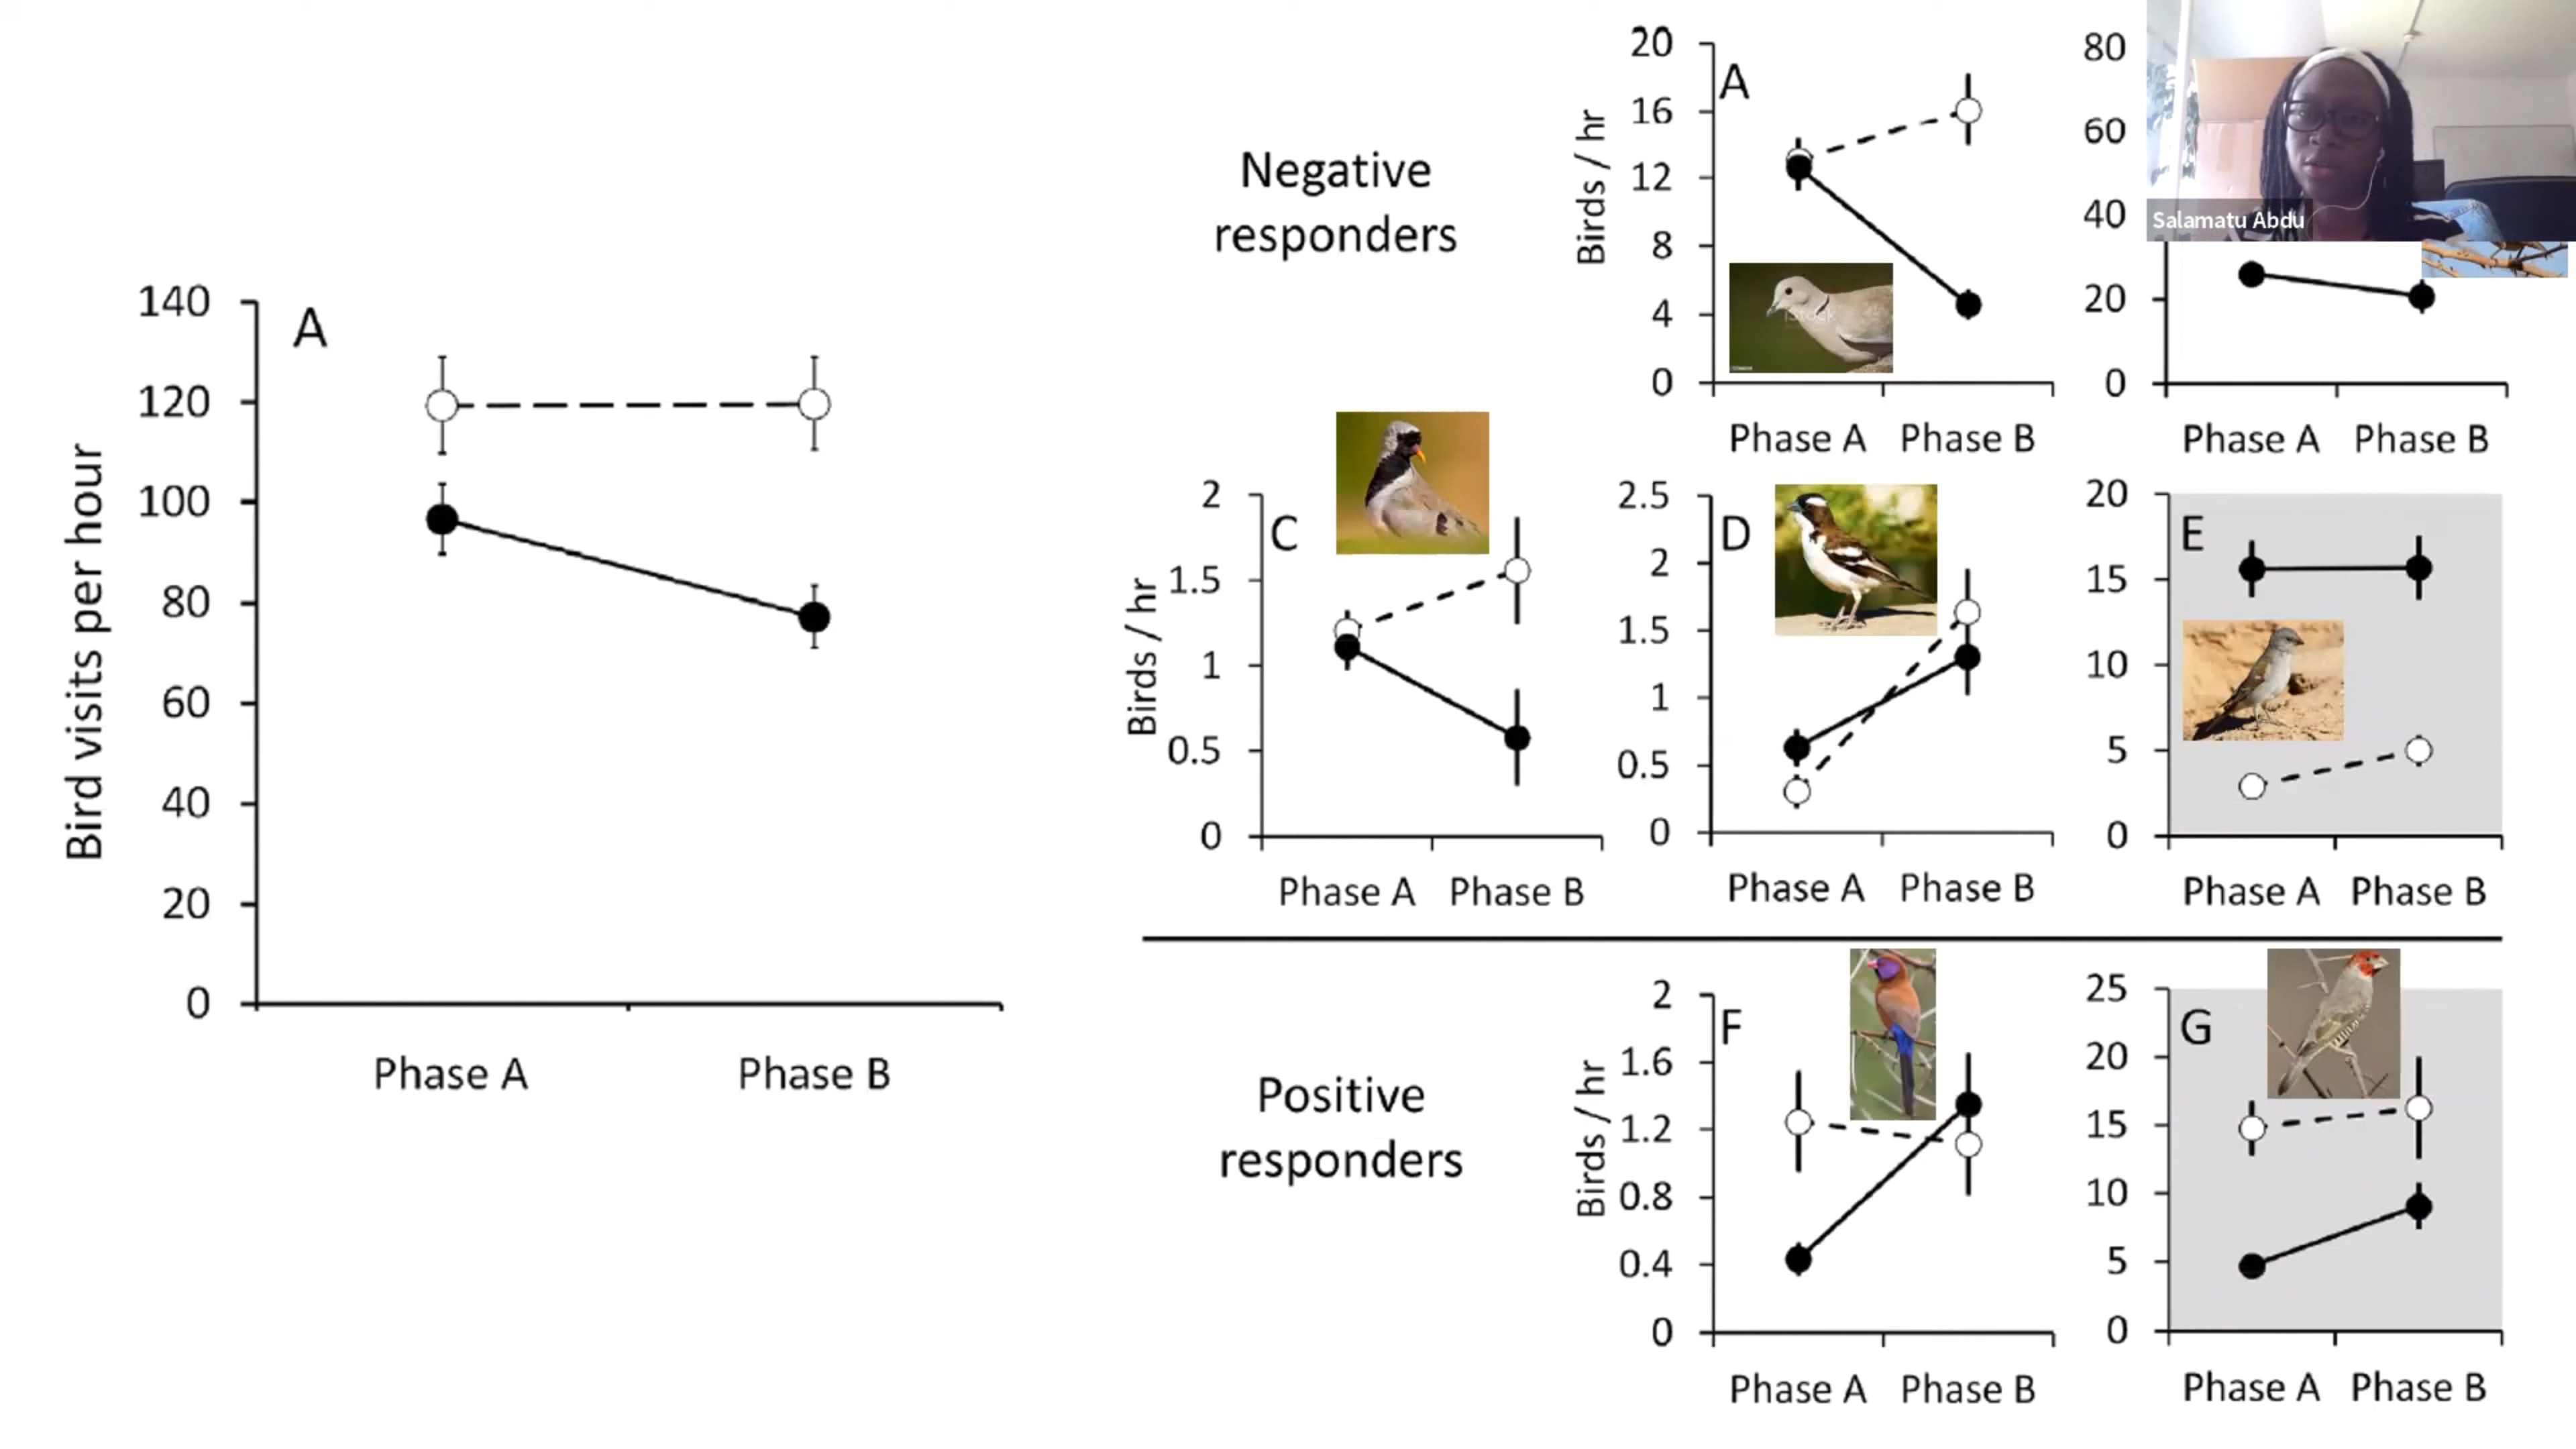 140
120
100
80
60
40
20
0
Bird visits per hour
A
Phase A
Phase B
Negative
responders
20
16
12
8
4
0
Birds / hr
A
iStock
Phase A
Phase B
80
60
40
20
0
Salamatu Abdu
Phase A
Phase B
2
1.5
1
0.5
0
Birds / hr
C
Phase A
Phase B
2.5
2
1.5
1
0.5
0
D
Phase A
Phase B
20
15
10
5
0
E
Phase A
Phase B
Positive
responders
2
1.6
1.2
0.8
0.4
0
Birds / hr
F
Phase A
Phase B
25
20
15
10
5
0
G
Phase A
Phase B